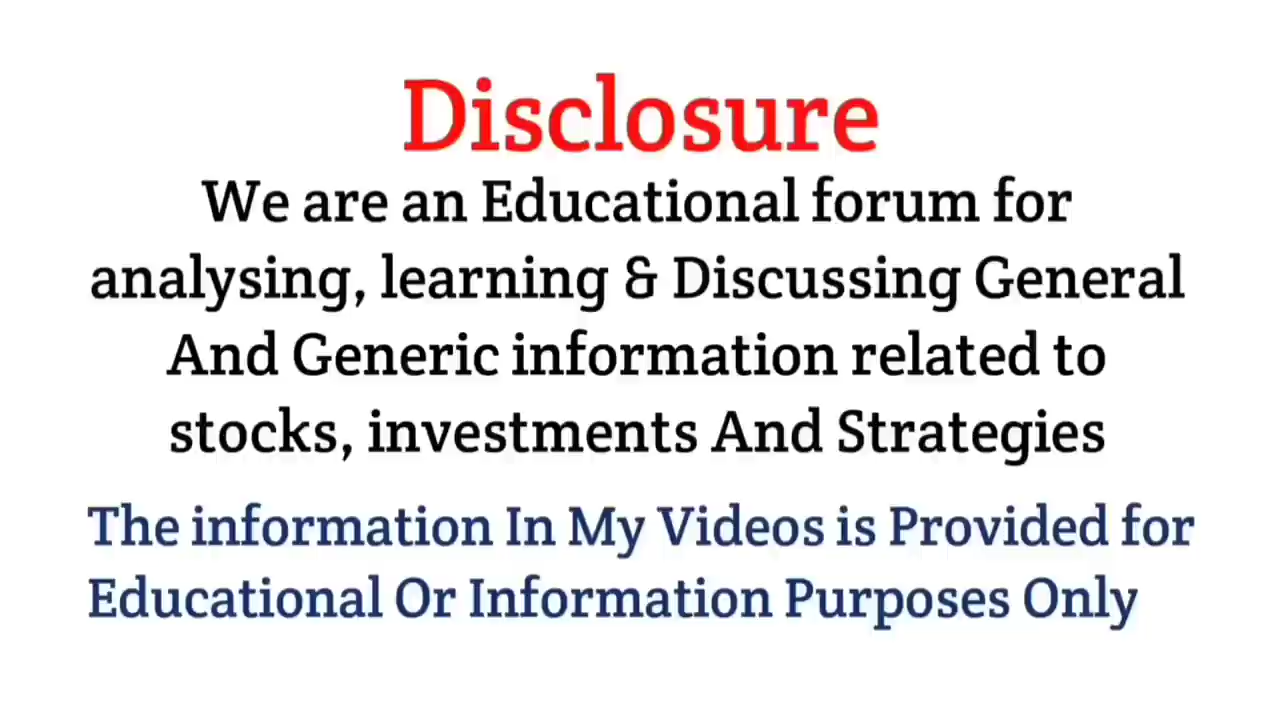 Disclosure
We are an Educational forum for
analysing, learning & Discussing General
And Generic information related to
stocks, investments And Strategies
The information In My Videos is Provided for
Educational Or Information Purposes Only